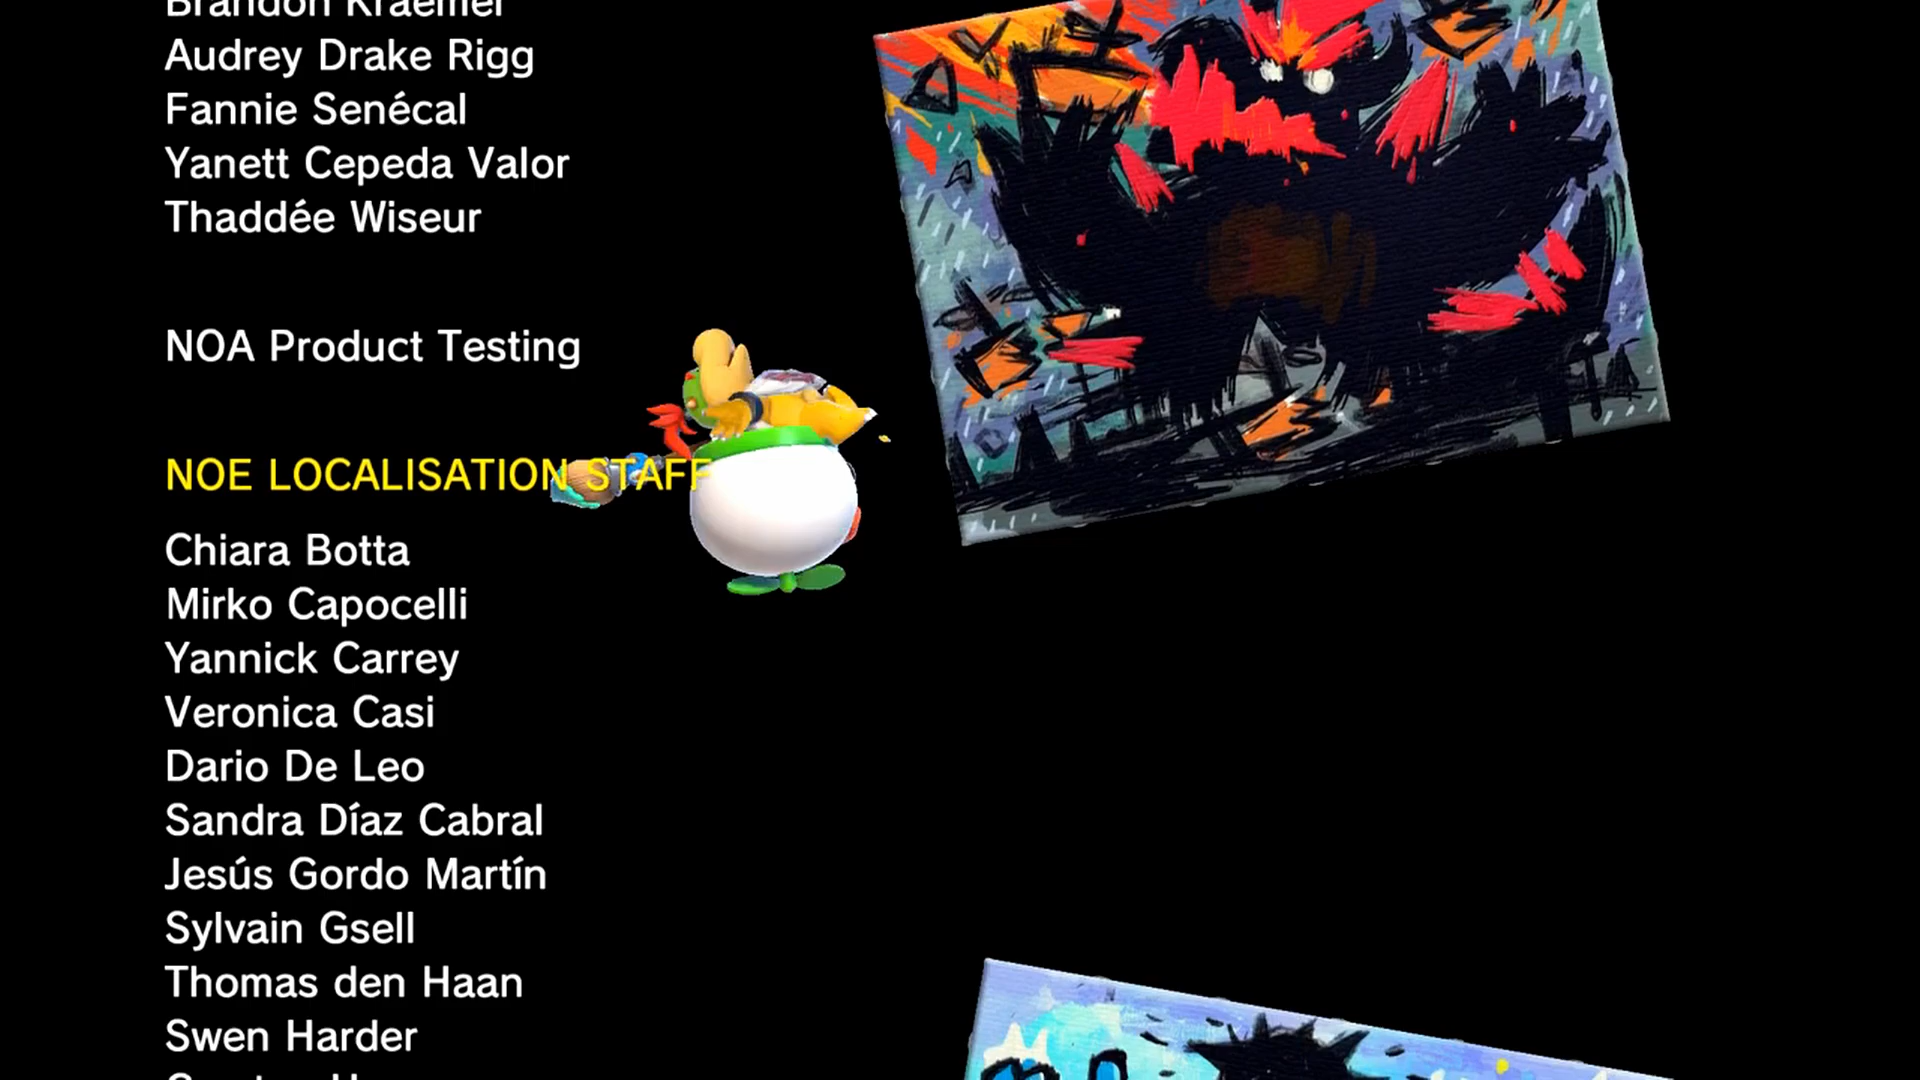 Brandon Kraemer
Audrey Drake Rigg
Fannie Senécal
Yanett Cepeda Valor
Thaddée Wiseur
NOA Product Testing
NOE LOCALISATION STAFF
Chiara Botta
Mirko Capocelli
Yannick Carrey
Veronica Casi
Dario De Leo
Sandra Díaz Cabral
Jesús Gordo Martín
Sylvain Gsell
Thomas den Haan
Swen Harder